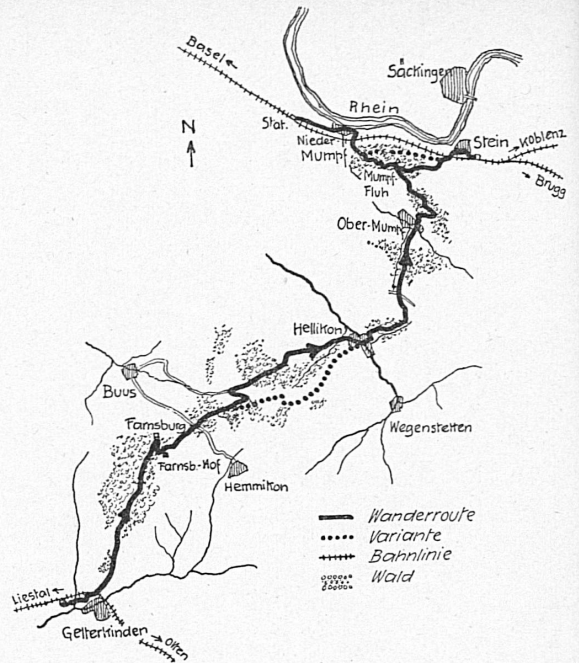 Basel ←
Säckingen
Rhein
N
Stat.
Nieder-
Mumpf
Stein
→ Koblenz
→ Brugg
Mumpf.
Fluh
Ober-Mumpf
Hellikon
Buus
Wegenstetten
Farnsburg
Farnsb.-Hof
Hemmikon
Wanderroute
Variante
Bahnlinie
Wald
Liestal ←
Gelterkinden
→ Olten